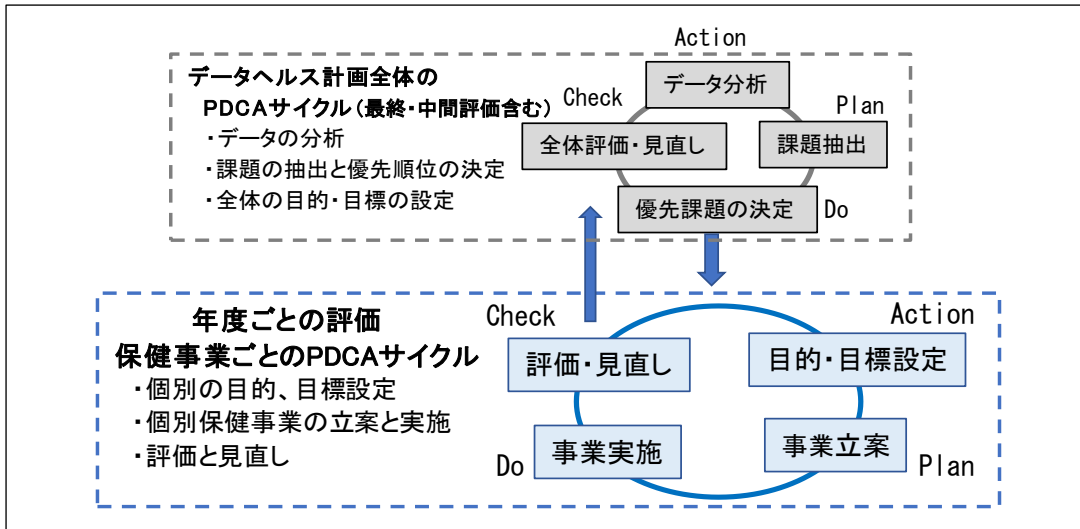 データヘルス計画全体の
PDCAサイクル（最終・中間評価含む）
・データの分析
・課題の抽出と優先順位の決定
・全体の目的・目標の設定
Action
データ分析
Check
Plan
全体評価・見直し
課題抽出
優先課題の決定
Do
年度ごとの評価
保健事業ごとのPDCAサイクル
・個別の目的、目標設定
・個別保健事業の立案と実施
・評価と見直し
Check
Action
評価・見直し
目的・目標設定
事業実施
事業立案
Do
Plan